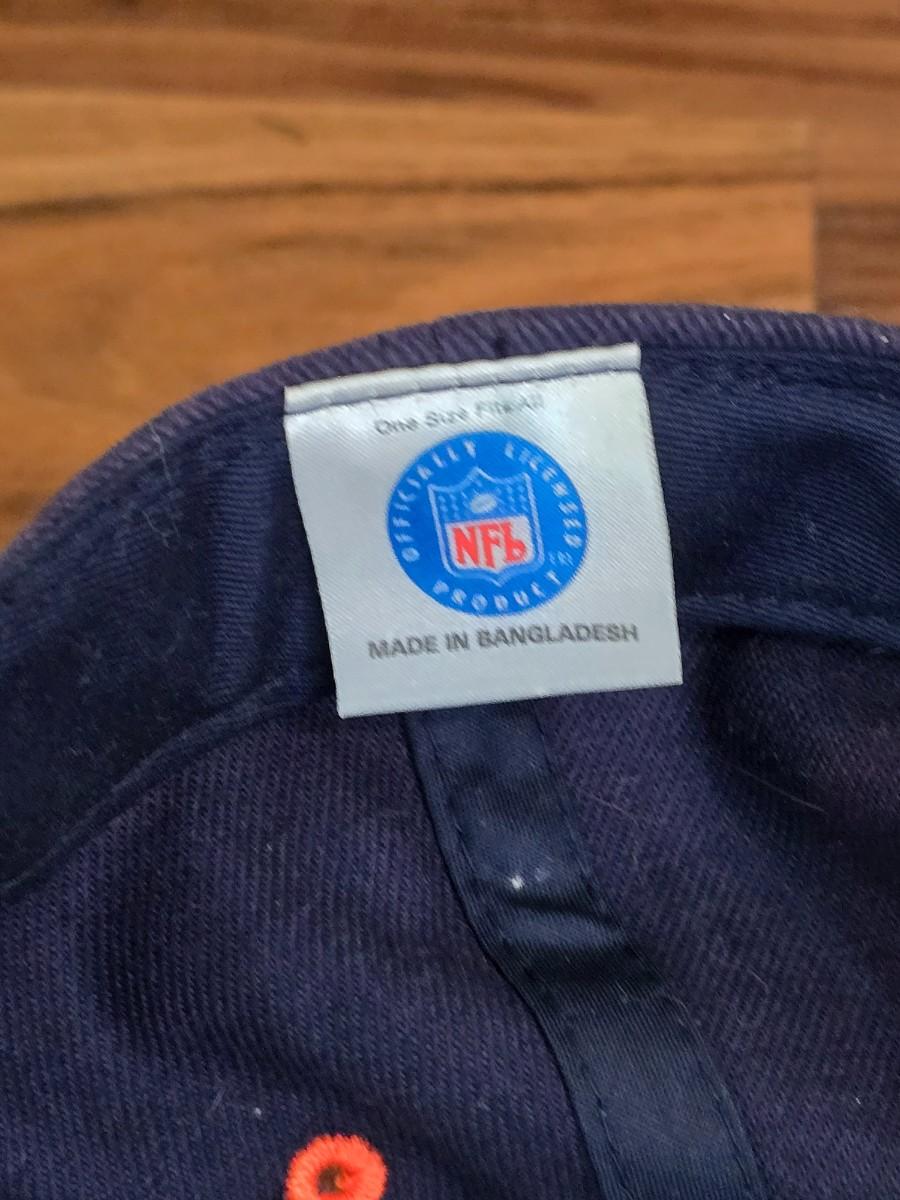 One Size Fits All
OFFICIALLY LICENSED
NFL
PRODUCT
MADE IN BANGLADESH